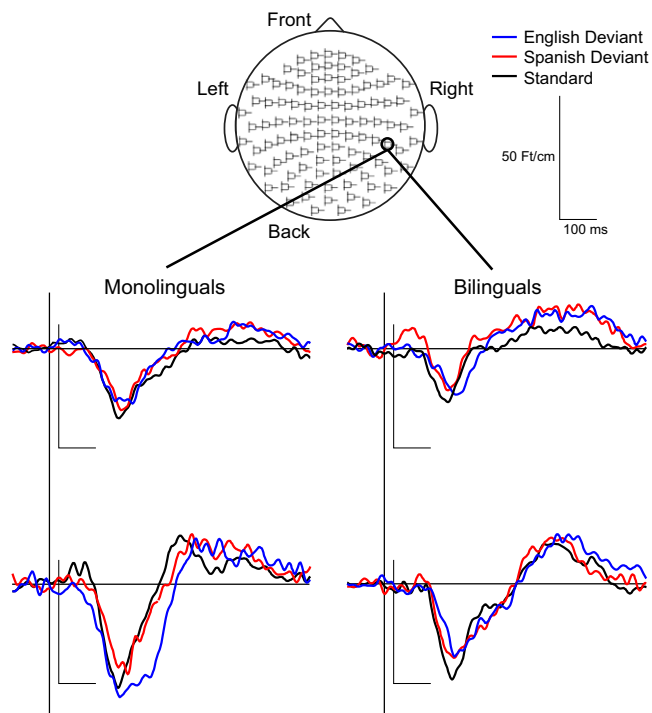 Front
English Deviant
Spanish Deviant
Standard
Left
Right
50 Ft/cm
100 ms
Back
Monolinguals
Bilinguals